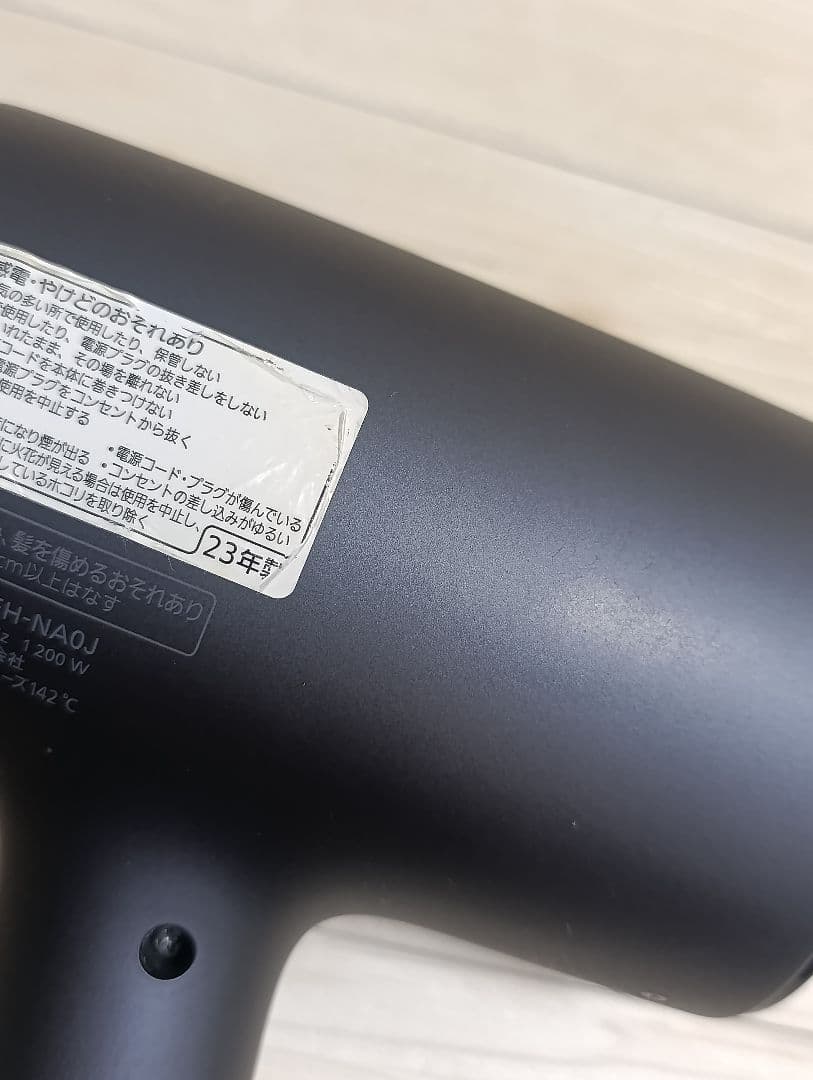 感電・やけどのおそれあり
気の多い所で使用したり、保管しない
使用したり、電源プラグの抜き差しをしない
いれたまま、その場を離れない
コードを本体に巻きつけない
電源プラグをコンセントから抜く
使用を中止する
になり煙が出る ・電源コード・プラグが傷んでいる
に火花が見える場合は使用を中止し、 ・コンセントの差し込みがゆるい
しているホコリを取り除く
23年製
髪を傷めるおそれあり
cm以上はなす
EH-NA0J
1 200 W
会社
ーズ142℃